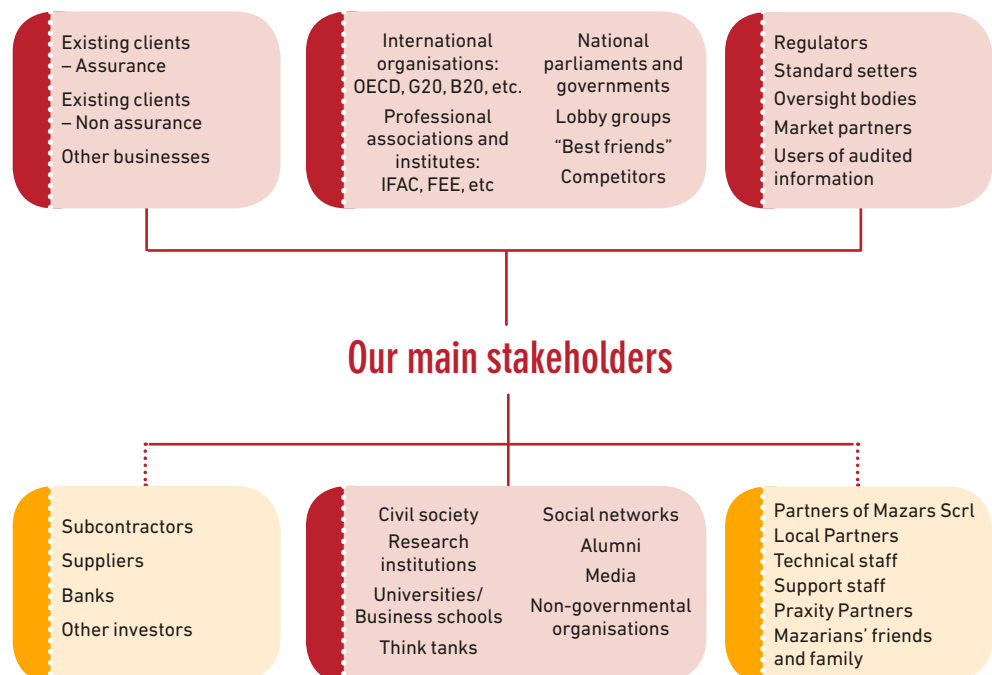 Existing clients
– Assurance
Existing clients
– Non assurance
Other businesses
International
organisations:
OECD, G20, B20, etc.
Professional
associations and
institutes:
IFAC, FEE, etc
National
parliaments and
governments
Lobby groups
“Best friends”
Competitors
Regulators
Standard setters
Oversight bodies
Market partners
Users of audited
information
Our main stakeholders
Subcontractors
Suppliers
Banks
Other investors
Civil society
Research
institutions
Universities/
Business schools
Think tanks
Social networks
Alumni
Media
Non-governmental
organisations
Partners of Mazars Scrl
Local Partners
Technical staff
Support staff
Praxity Partners
Mazarians’ friends
and family